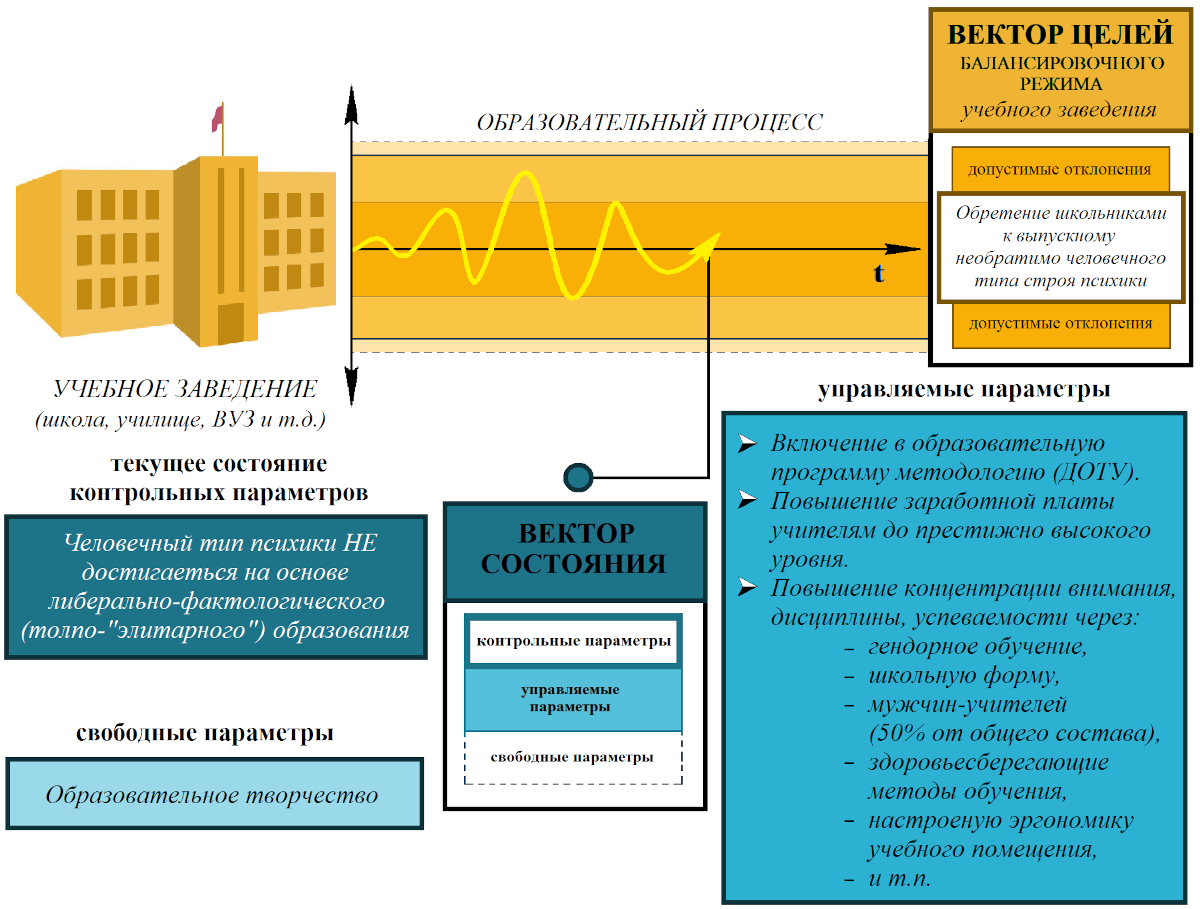 ВЕКТОР ЦЕЛЕЙ
БАЛАНСИРОВОЧНОГО
РЕЖИМА
учебного заведения
ОБРАЗОВАТЕЛЬНЫЙ ПРОЦЕСС
допустимые отклонения
Обретение школьниками
к выпускному
необратимо человечного
типа строя психики
допустимые отклонения
t
УЧЕБНОЕ ЗАВЕДЕНИЕ
(школа, училище, ВУЗ и т.д.)
текущее состояние
контрольных параметров
Человечный тип психики НЕ
достигаеться на основе
либерально-фактологического
(толпо-"элитарного") образования
свободные параметры
Образовательное творчество
ВЕКТОР
СОСТОЯНИЯ
контрольные параметры
управляемые
параметры
свободные параметры
управляемые параметры
➢ Включение в образовательную
программу методологию (ДОТУ).
➢ Повышение заработной платы
учителям до престижно высокого
уровня.
➢ Повышение концентрации внимания,
дисциплины, успеваемости через:
- гендорное обучение,
- школьную форму,
- мужчин-учителей
(50% от общего состава),
- здоровьесберегающие
методы обучения,
- настроеную эргономику
учебного помещения,
- и т.п.